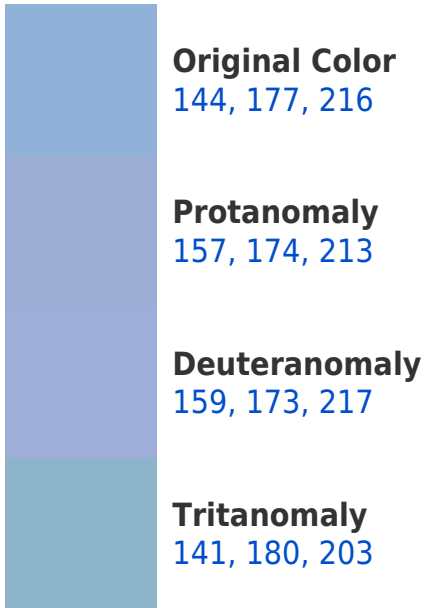 Original Color
144, 177, 216
Protanomaly
157, 174, 213
Deuteranomaly
159, 173, 217
Tritanomaly
141, 180, 203